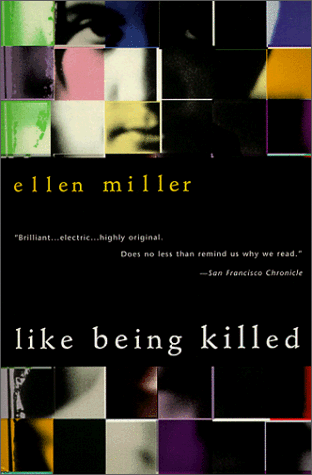 ellen miller
"Brilliant...electric...highly original.
Does no less than remind us why we read."
—San Francisco Chronicle
like being killed